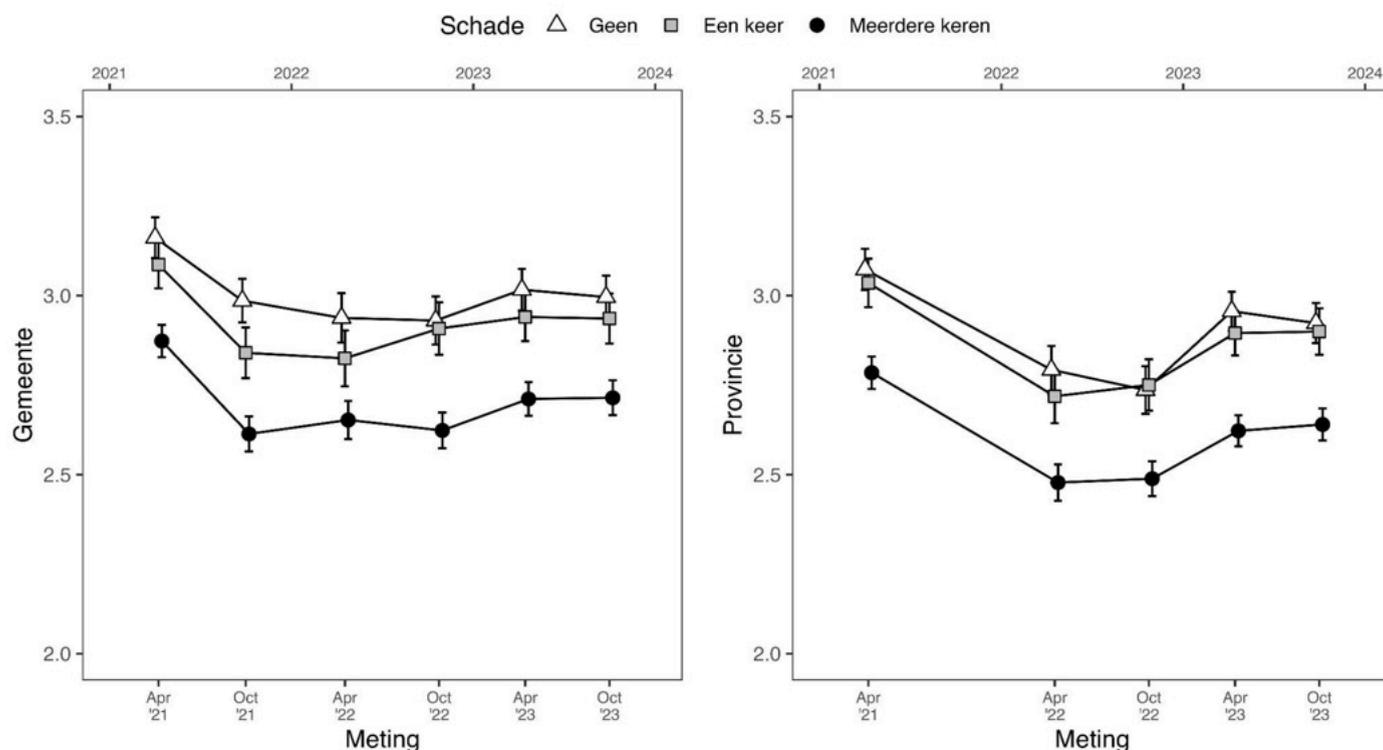 Schade Geen Een keer Meerdere keren
2021 2022 2023 2024
3.5
3.0
2.5
2.0
Gemeente
Apr '21 Oct '21 Apr '22 Oct '22 Apr '23 Oct '23
Meting
2021 2022 2023 2024
3.5
3.0
2.5
2.0
Provincie
Apr '21 Apr '22 Oct '22 Apr '23 Oct '23
Meting